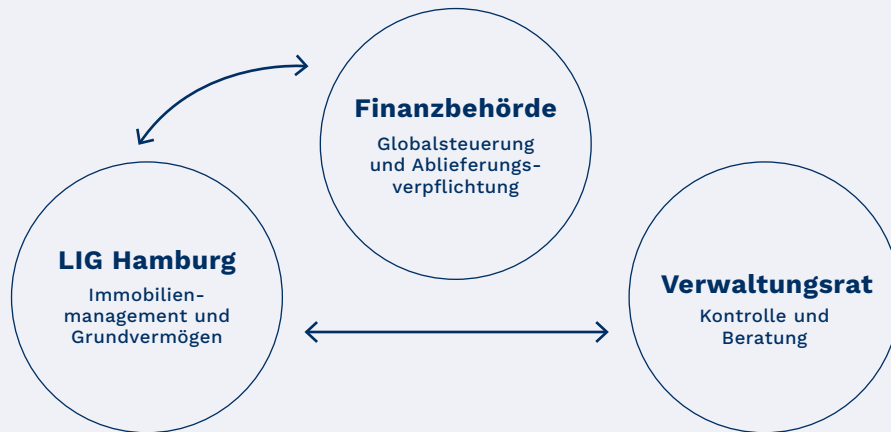 Finanzbehörde
Globalsteuerung
und Ablieferungs-
verpflichtung
LIG Hamburg
Immobilien-
management und
Grundvermögen
Verwaltungsrat
Kontrolle und
Beratung